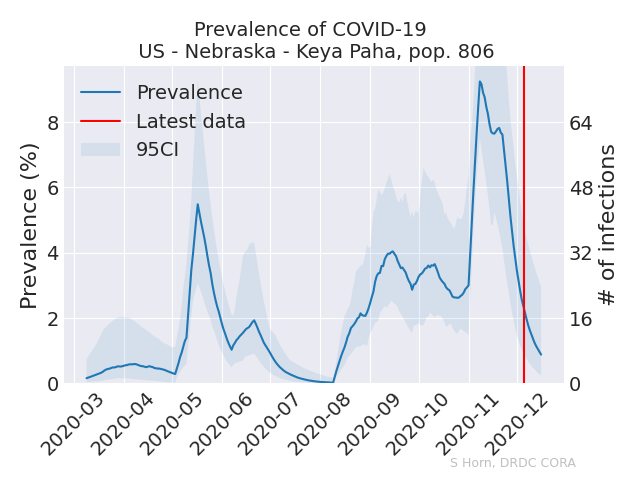 Prevalence of COVID-19
US - Nebraska - Keya Paha, pop. 806
Prevalence
Latest data
95CI
Prevalence (%)
8
6
4
2
0
64
48
32
16
0
# of infections
2020-03
2020-04
2020-05
2020-06
2020-07
2020-08
2020-09
2020-10
2020-11
2020-12
S Horn, DRDC CORA